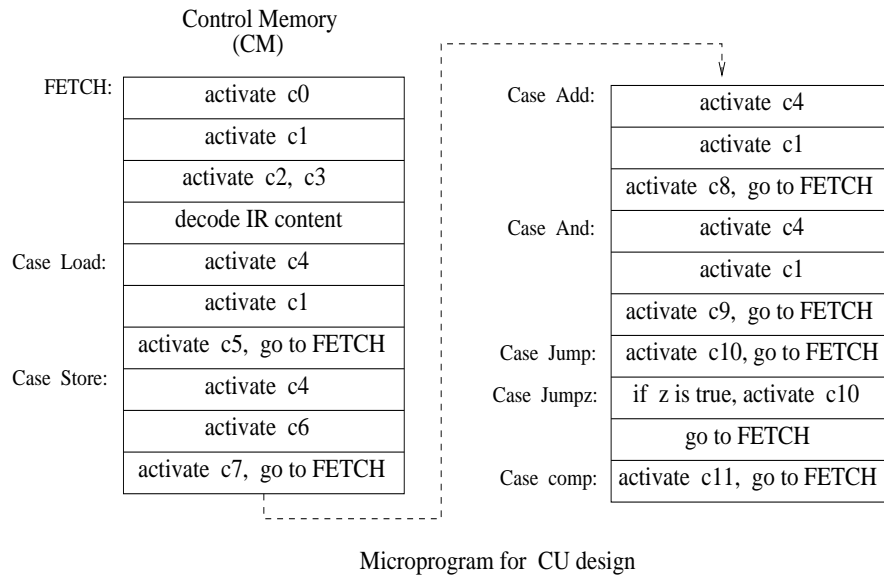 Control Memory
(CM)
FETCH:
activate c0
activate c1
activate c2, c3
decode IR content
Case Load:
activate c4
activate c1
activate c5, go to FETCH
Case Store:
activate c4
activate c6
activate c7, go to FETCH
Case Add:
activate c4
activate c1
activate c8, go to FETCH
Case And:
activate c4
activate c1
activate c9, go to FETCH
Case Jump:
activate c10, go to FETCH
Case Jumpz:
if z is true, activate c10
go to FETCH
Case comp:
activate c11, go to FETCH
Microprogram for CU design